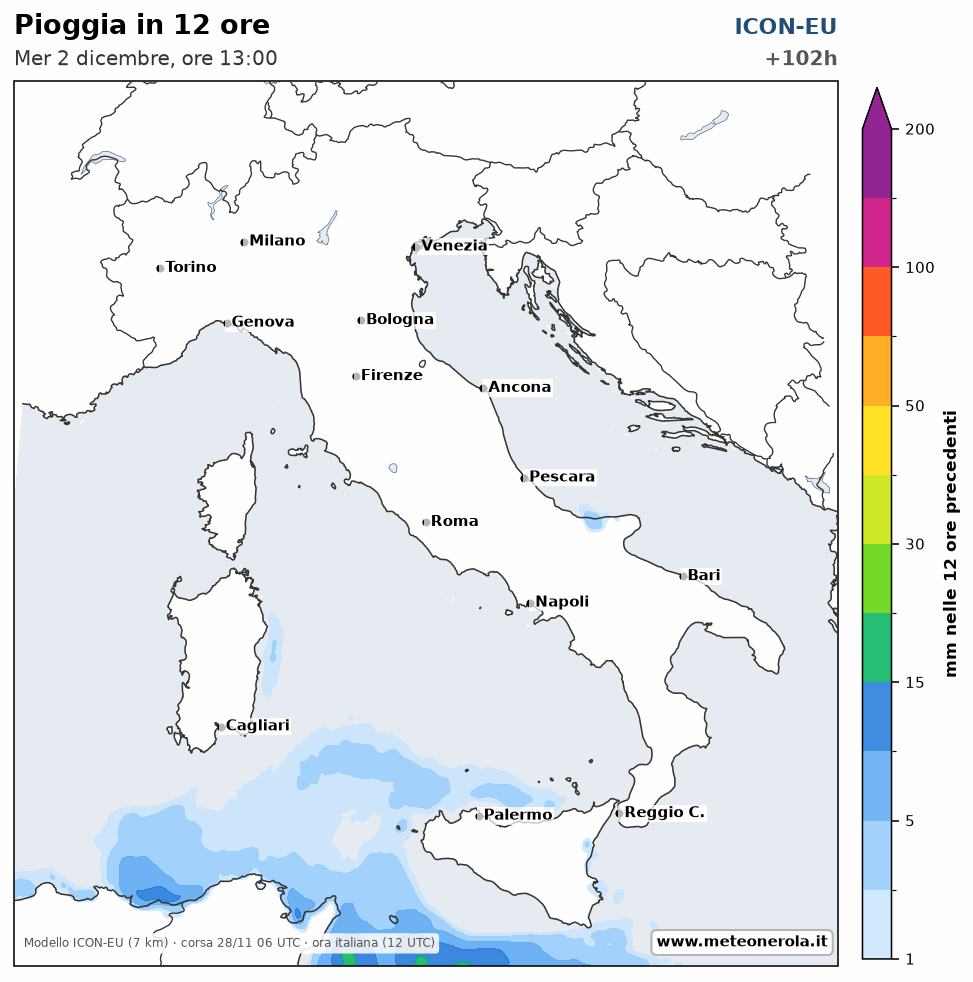 Pioggia in 12 ore
ICON-EU
Mer 2 dicembre, ore 13:00
+102h
200
100
50
30
15
5
1
mm nelle 12 ore precedenti
Milano
Venezia
Torino
Genova
Bologna
Firenze
Ancona
Pescara
Roma
Bari
Napoli
Cagliari
Palermo
Reggio C.
Modello ICON-EU (7 km) · corsa 28/11 06 UTC · ora italiana (12 UTC)
www.meteonerola.it